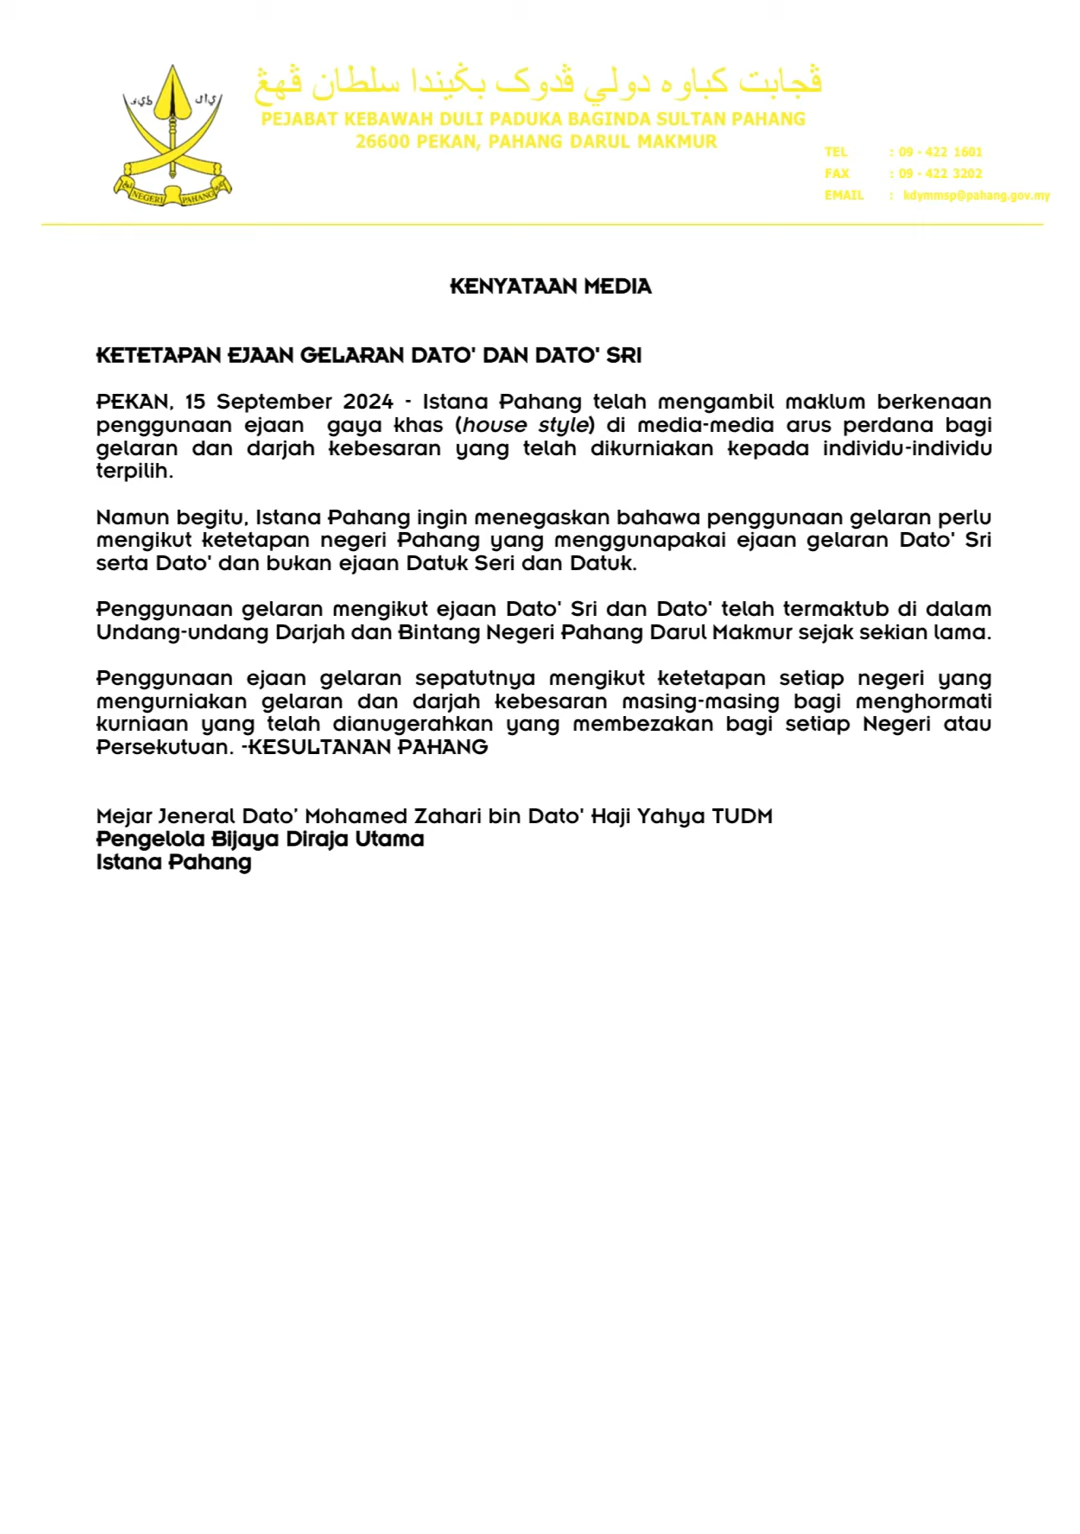 ڤجابت كباوه دولي ڤدوک بݢيندا سلطان ڤهڠ
PEJABAT KEBAWAH DULI PADUKA BAGINDA SULTAN PAHANG
26600 PEKAN, PAHANG DARUL MAKMUR
TEL : 09 - 422 1601
FAX : 09 - 422 3202
EMAIL : kdymmsp@pahang.gov.my
NEGERI PAHANG
KENYATAAN MEDIA
KETETAPAN EJAAN GELARAN DATO' DAN DATO' SRI
PEKAN, 15 September 2024 - Istana Pahang telah mengambil maklum berkenaan
penggunaan ejaan gaya khas (house style) di media-media arus perdana bagi
gelaran dan darjah kebesaran yang telah dikurniakan kepada individu-individu
terpilih.
Namun begitu, Istana Pahang ingin menegaskan bahawa penggunaan gelaran perlu
mengikut ketetapan negeri Pahang yang menggunapakai ejaan gelaran Dato' Sri
serta Dato' dan bukan ejaan Datuk Seri dan Datuk.
Penggunaan gelaran mengikut ejaan Dato' Sri dan Dato' telah termaktub di dalam
Undang-undang Darjah dan Bintang Negeri Pahang Darul Makmur sejak sekian lama.
Penggunaan ejaan gelaran sepatutnya mengikut ketetapan setiap negeri yang
mengurniakan gelaran dan darjah kebesaran masing-masing bagi menghormati
kurniaan yang telah dianugerahkan yang membezakan bagi setiap Negeri atau
Persekutuan. -KESULTANAN PAHANG
Mejar Jeneral Dato’ Mohamed Zahari bin Dato' Haji Yahya TUDM
Pengelola Bijaya Diraja Utama
Istana Pahang